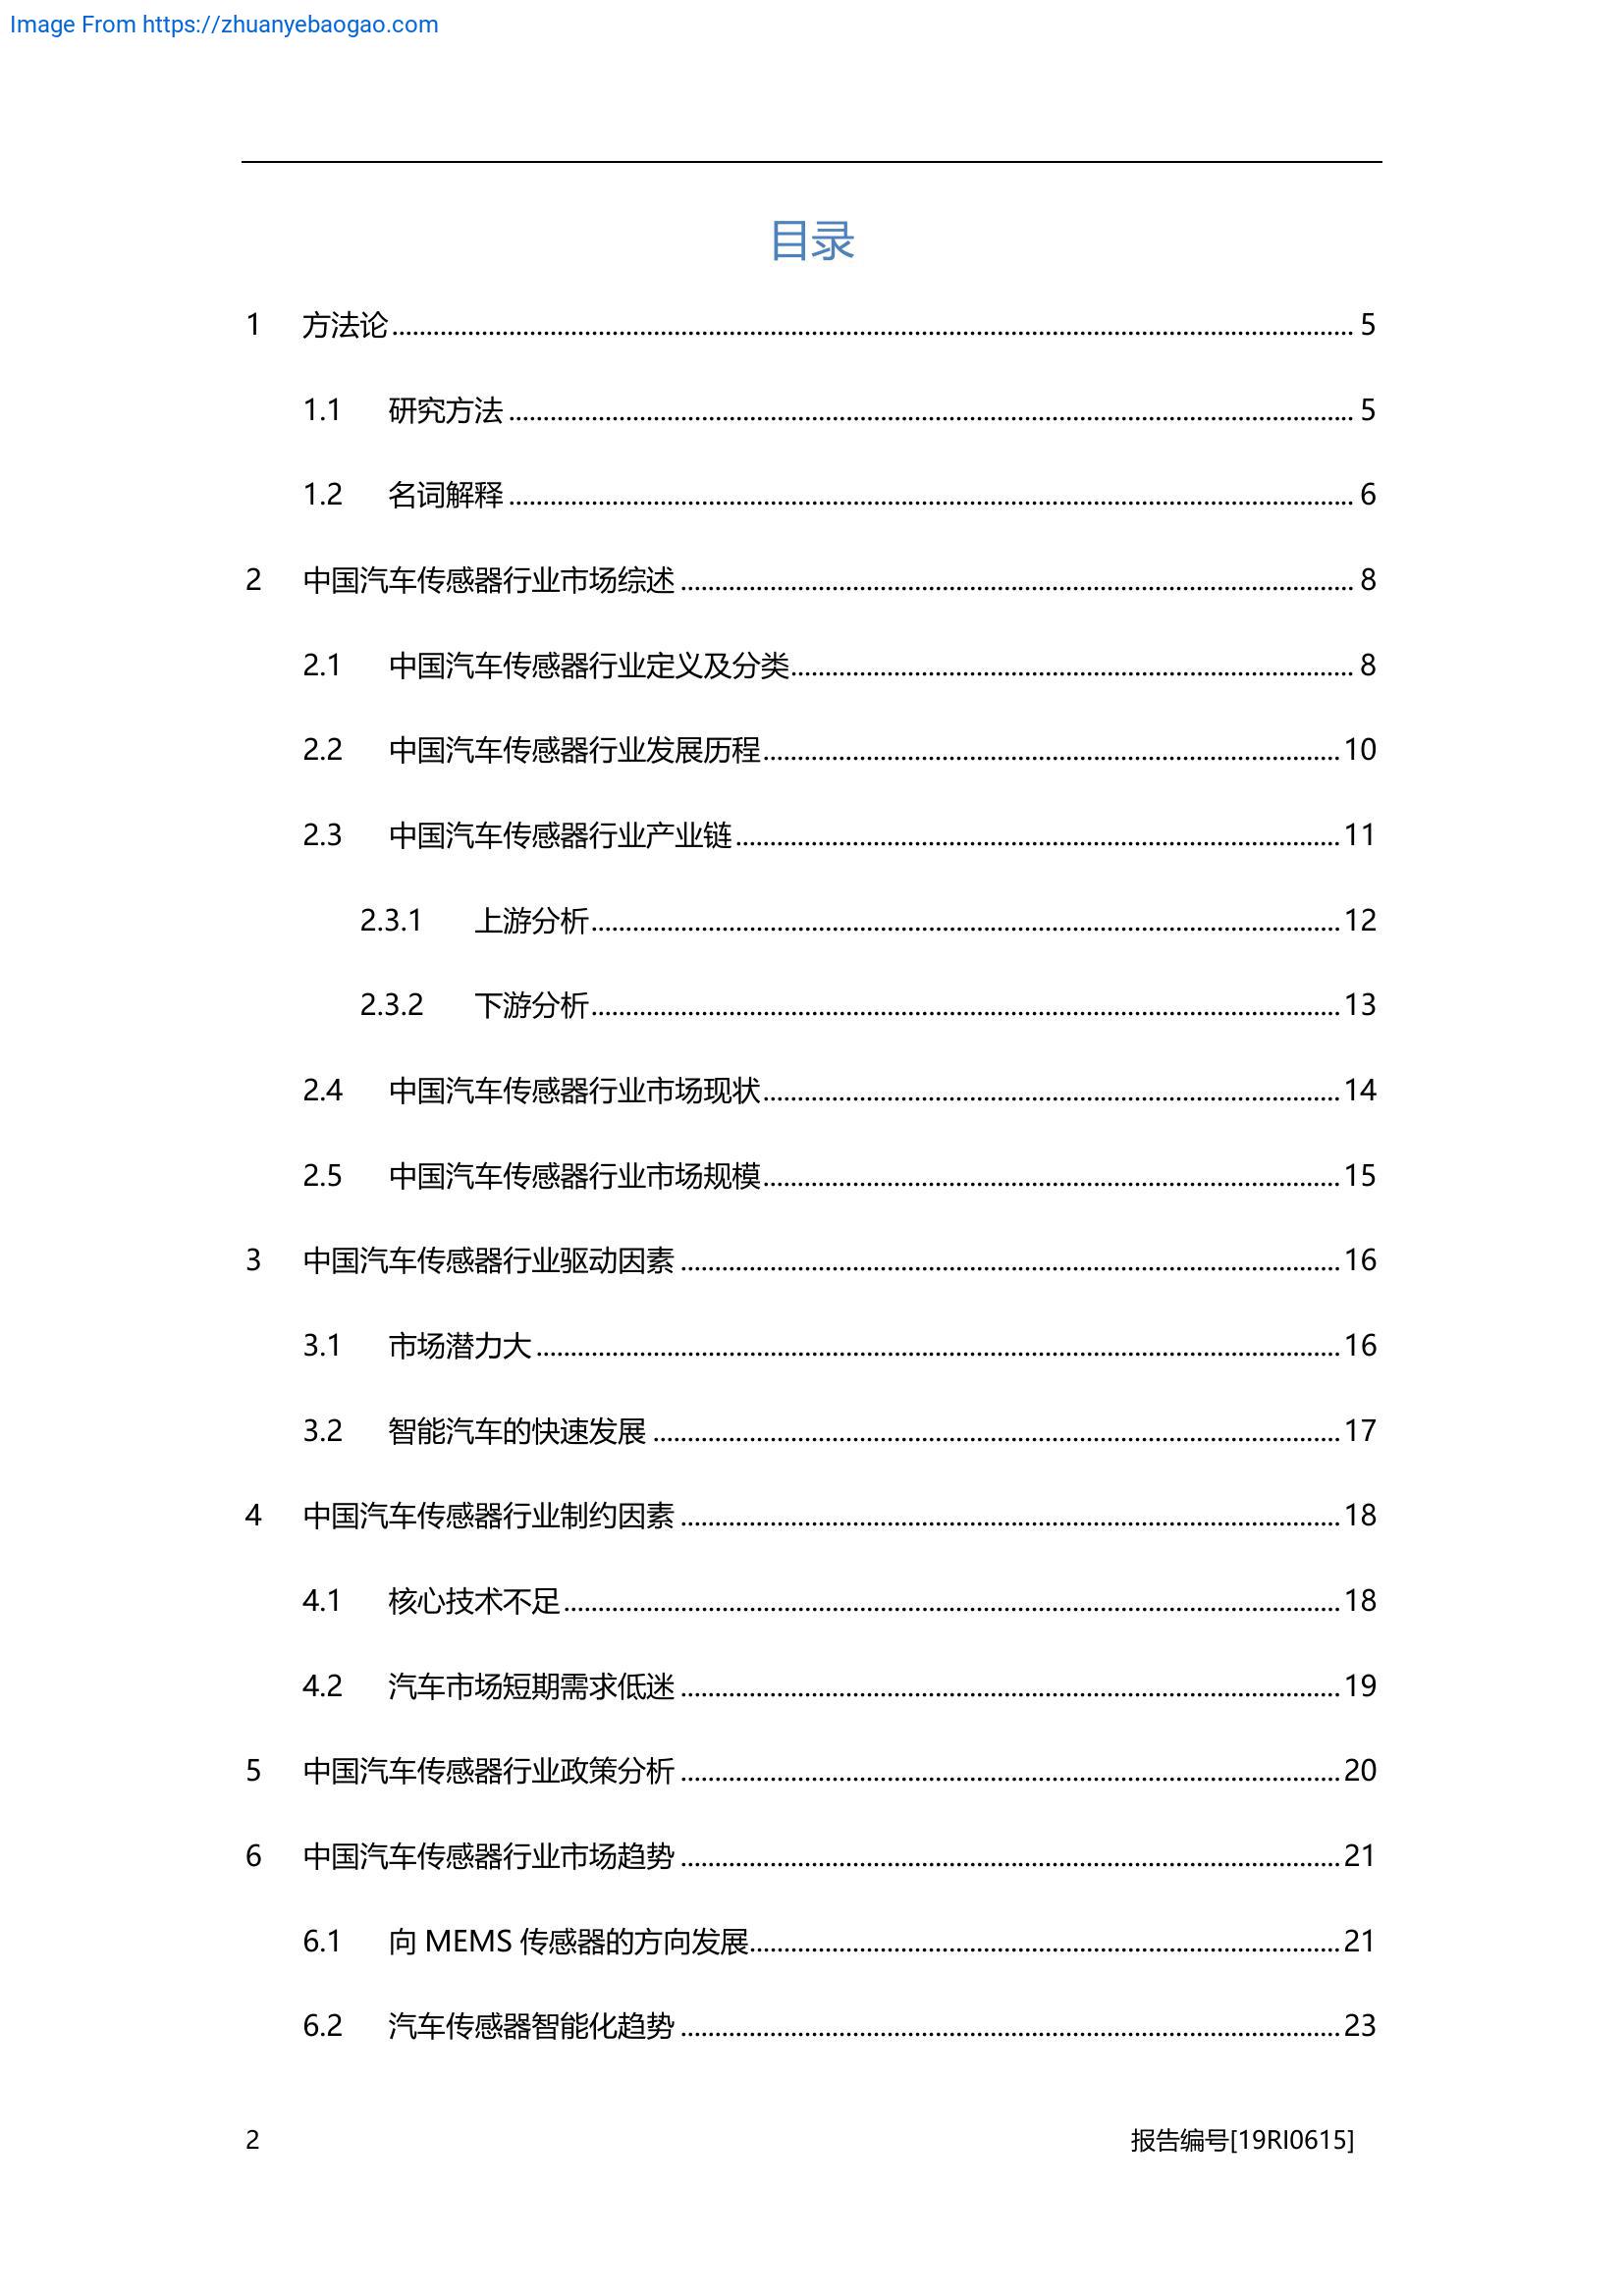 Image From https://zhuanyebaogao.com
目录
1 方法论........................................ 5
1.1 研究方法........................................ 5
1.2 名词解释........................................ 6
2 中国汽车传感器行业市场综述........................................ 8
2.1 中国汽车传感器行业定义及分类........................................ 8
2.2 中国汽车传感器行业发展历程........................................ 10
2.3 中国汽车传感器行业产业链........................................ 11
2.3.1 上游分析........................................ 12
2.3.2 下游分析........................................ 13
2.4 中国汽车传感器行业市场现状........................................ 14
2.5 中国汽车传感器行业市场规模........................................ 15
3 中国汽车传感器行业驱动因素........................................ 16
3.1 市场潜力大........................................ 16
3.2 智能汽车的快速发展........................................ 17
4 中国汽车传感器行业制约因素........................................ 18
4.1 核心技术不足........................................ 18
4.2 汽车市场短期需求低迷........................................ 19
5 中国汽车传感器行业政策分析........................................ 20
6 中国汽车传感器行业市场趋势........................................ 21
6.1 向 MEMS 传感器的方向发展........................................ 21
6.2 汽车传感器智能化趋势........................................ 23
2 报告编号[19RI0615]